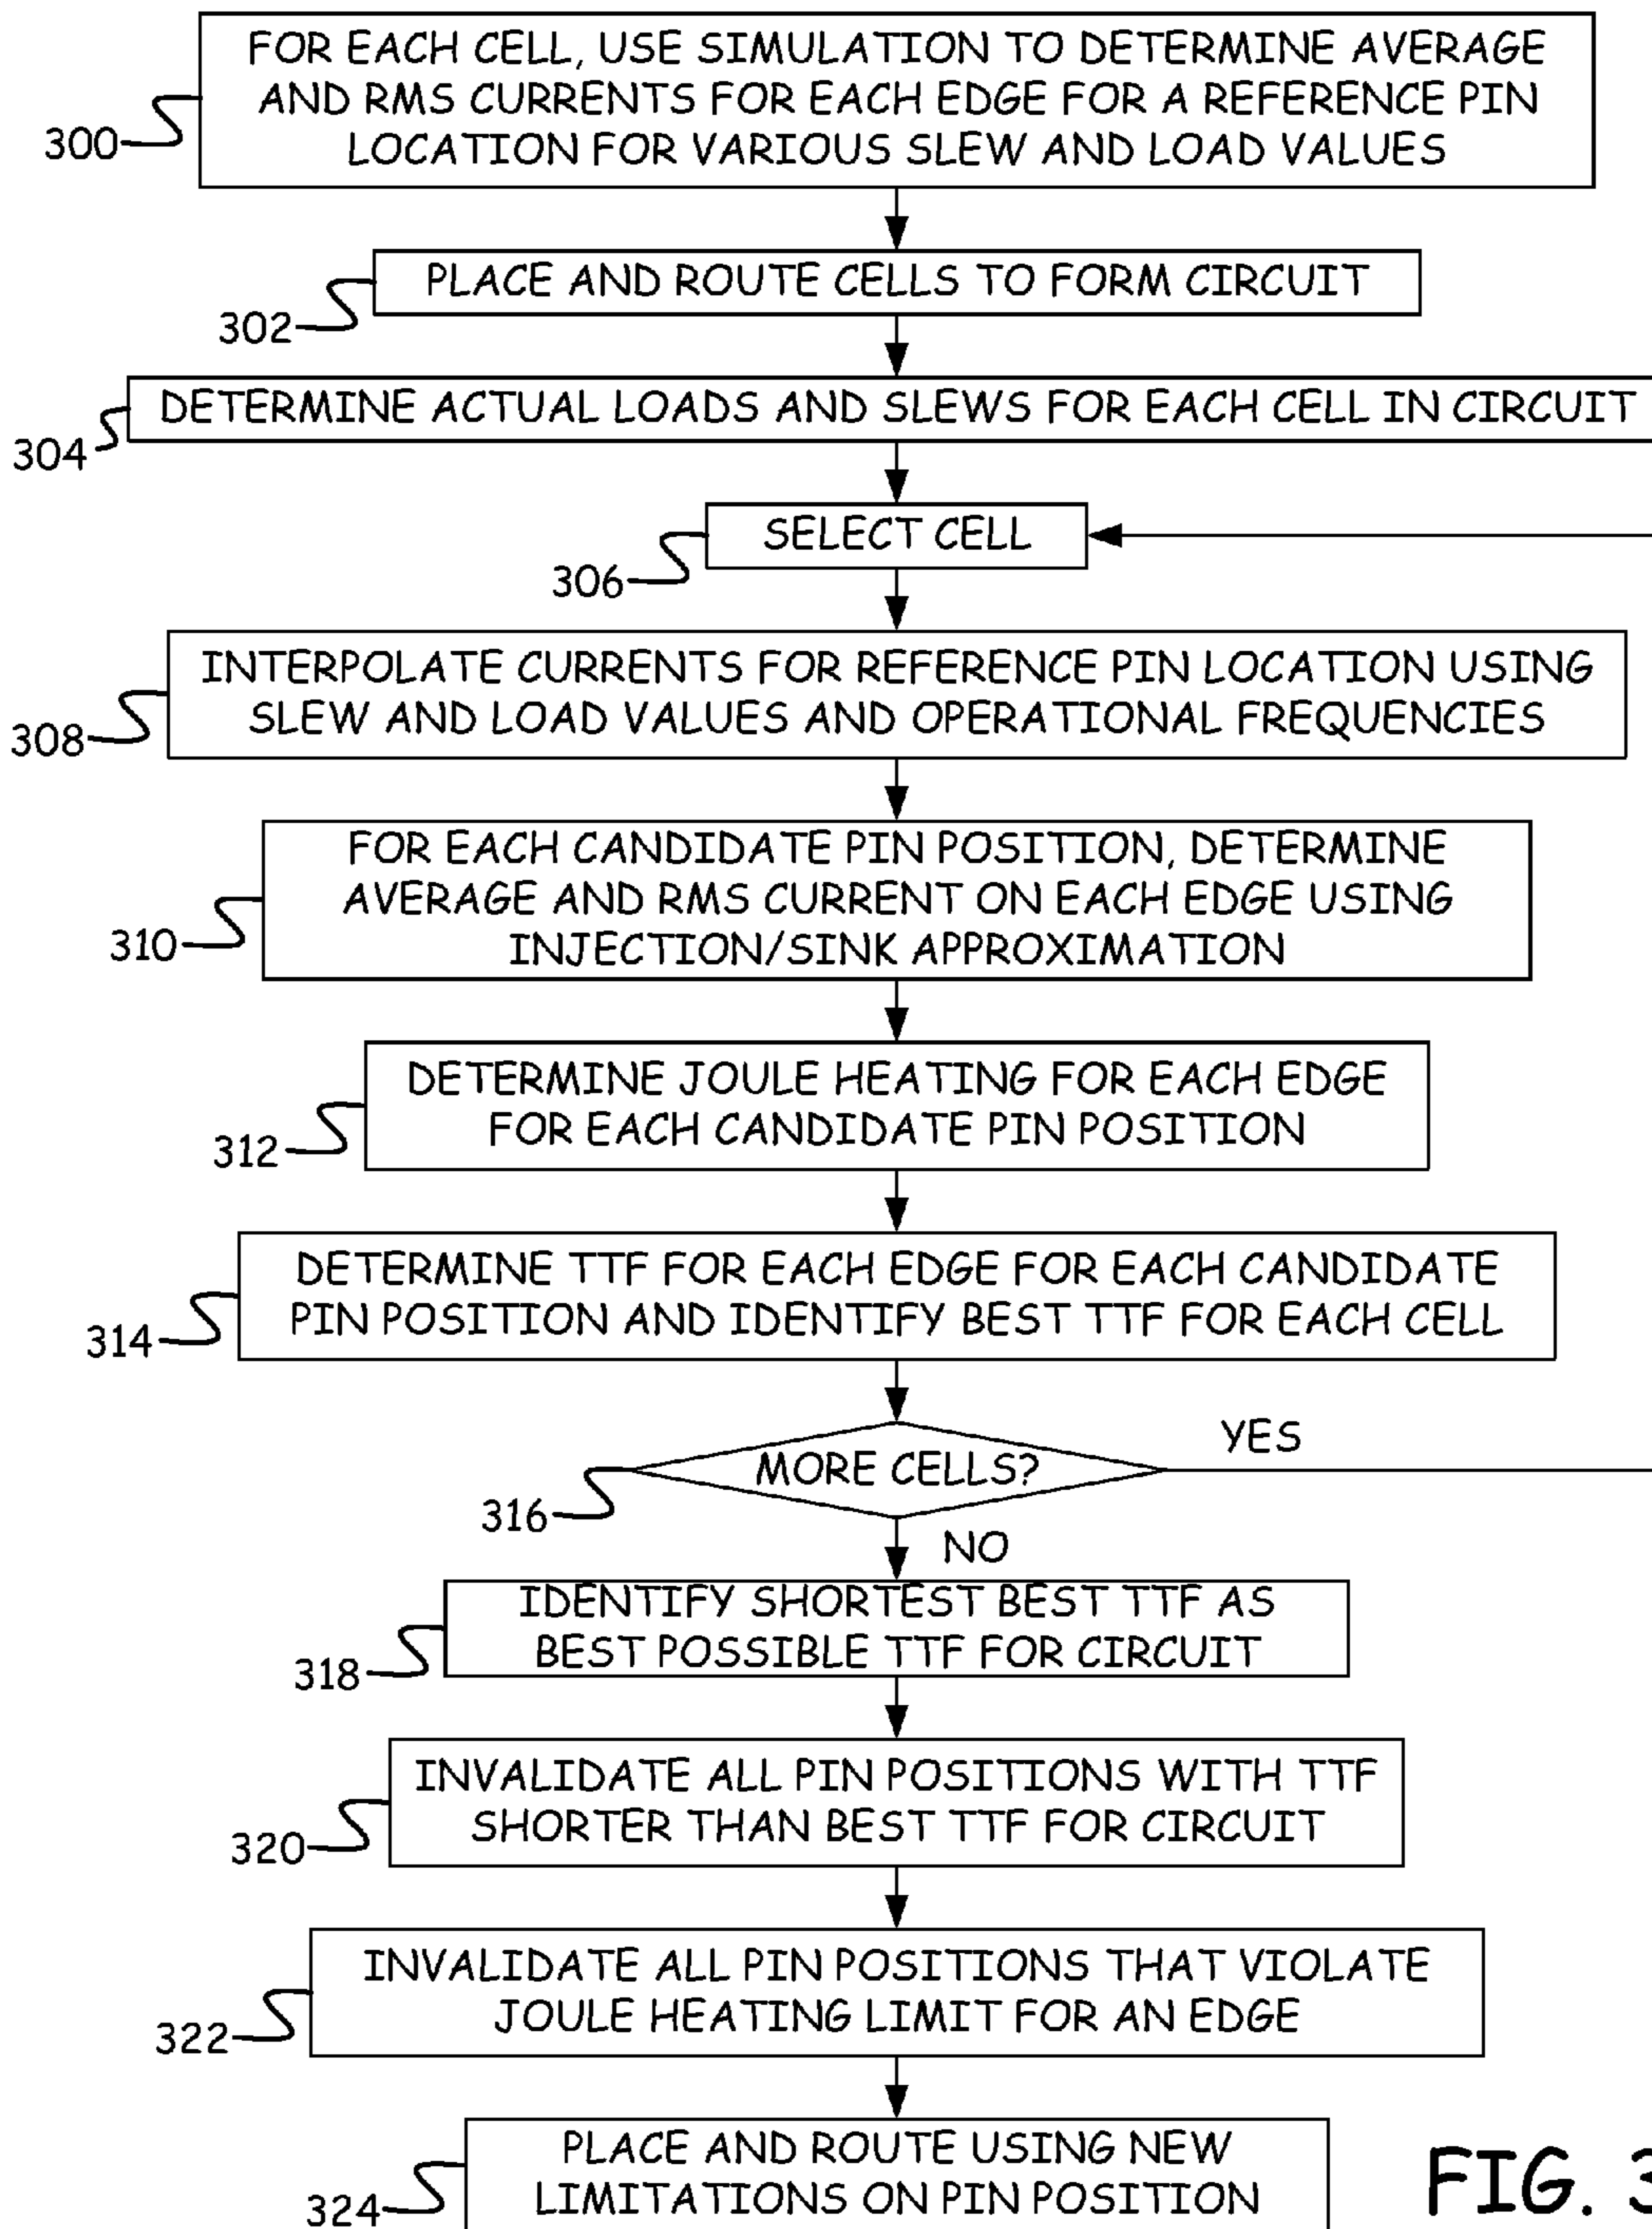 FOR EACH CELL, USE SIMULATION TO DETERMINE AVERAGE
AND RMS CURRENTS FOR EACH EDGE FOR A REFERENCE PIN
LOCATION FOR VARIOUS SLEW AND LOAD VALUES
300
PLACE AND ROUTE CELLS TO FORM CIRCUIT
302
DETERMINE ACTUAL LOADS AND SLEWS FOR EACH CELL IN CIRCUIT
304
SELECT CELL
306
INTERPOLATE CURRENTS FOR REFERENCE PIN LOCATION USING
SLEW AND LOAD VALUES AND OPERATIONAL FREQUENCIES
308
FOR EACH CANDIDATE PIN POSITION, DETERMINE
AVERAGE AND RMS CURRENT ON EACH EDGE USING
INJECTION/SINK APPROXIMATION
310
DETERMINE JOULE HEATING FOR EACH EDGE
FOR EACH CANDIDATE PIN POSITION
312
DETERMINE TTF FOR EACH EDGE FOR EACH CANDIDATE
PIN POSITION AND IDENTIFY BEST TTF FOR EACH CELL
314
YES
MORE CELLS?
316
NO
IDENTIFY SHORTEST BEST TTF AS
BEST POSSIBLE TTF FOR CIRCUIT
318
INVALIDATE ALL PIN POSITIONS WITH TTF
SHORTER THAN BEST TTF FOR CIRCUIT
320
INVALIDATE ALL PIN POSITIONS THAT VIOLATE
JOULE HEATING LIMIT FOR AN EDGE
322
PLACE AND ROUTE USING NEW
LIMITATIONS ON PIN POSITION
324
FIG. 3